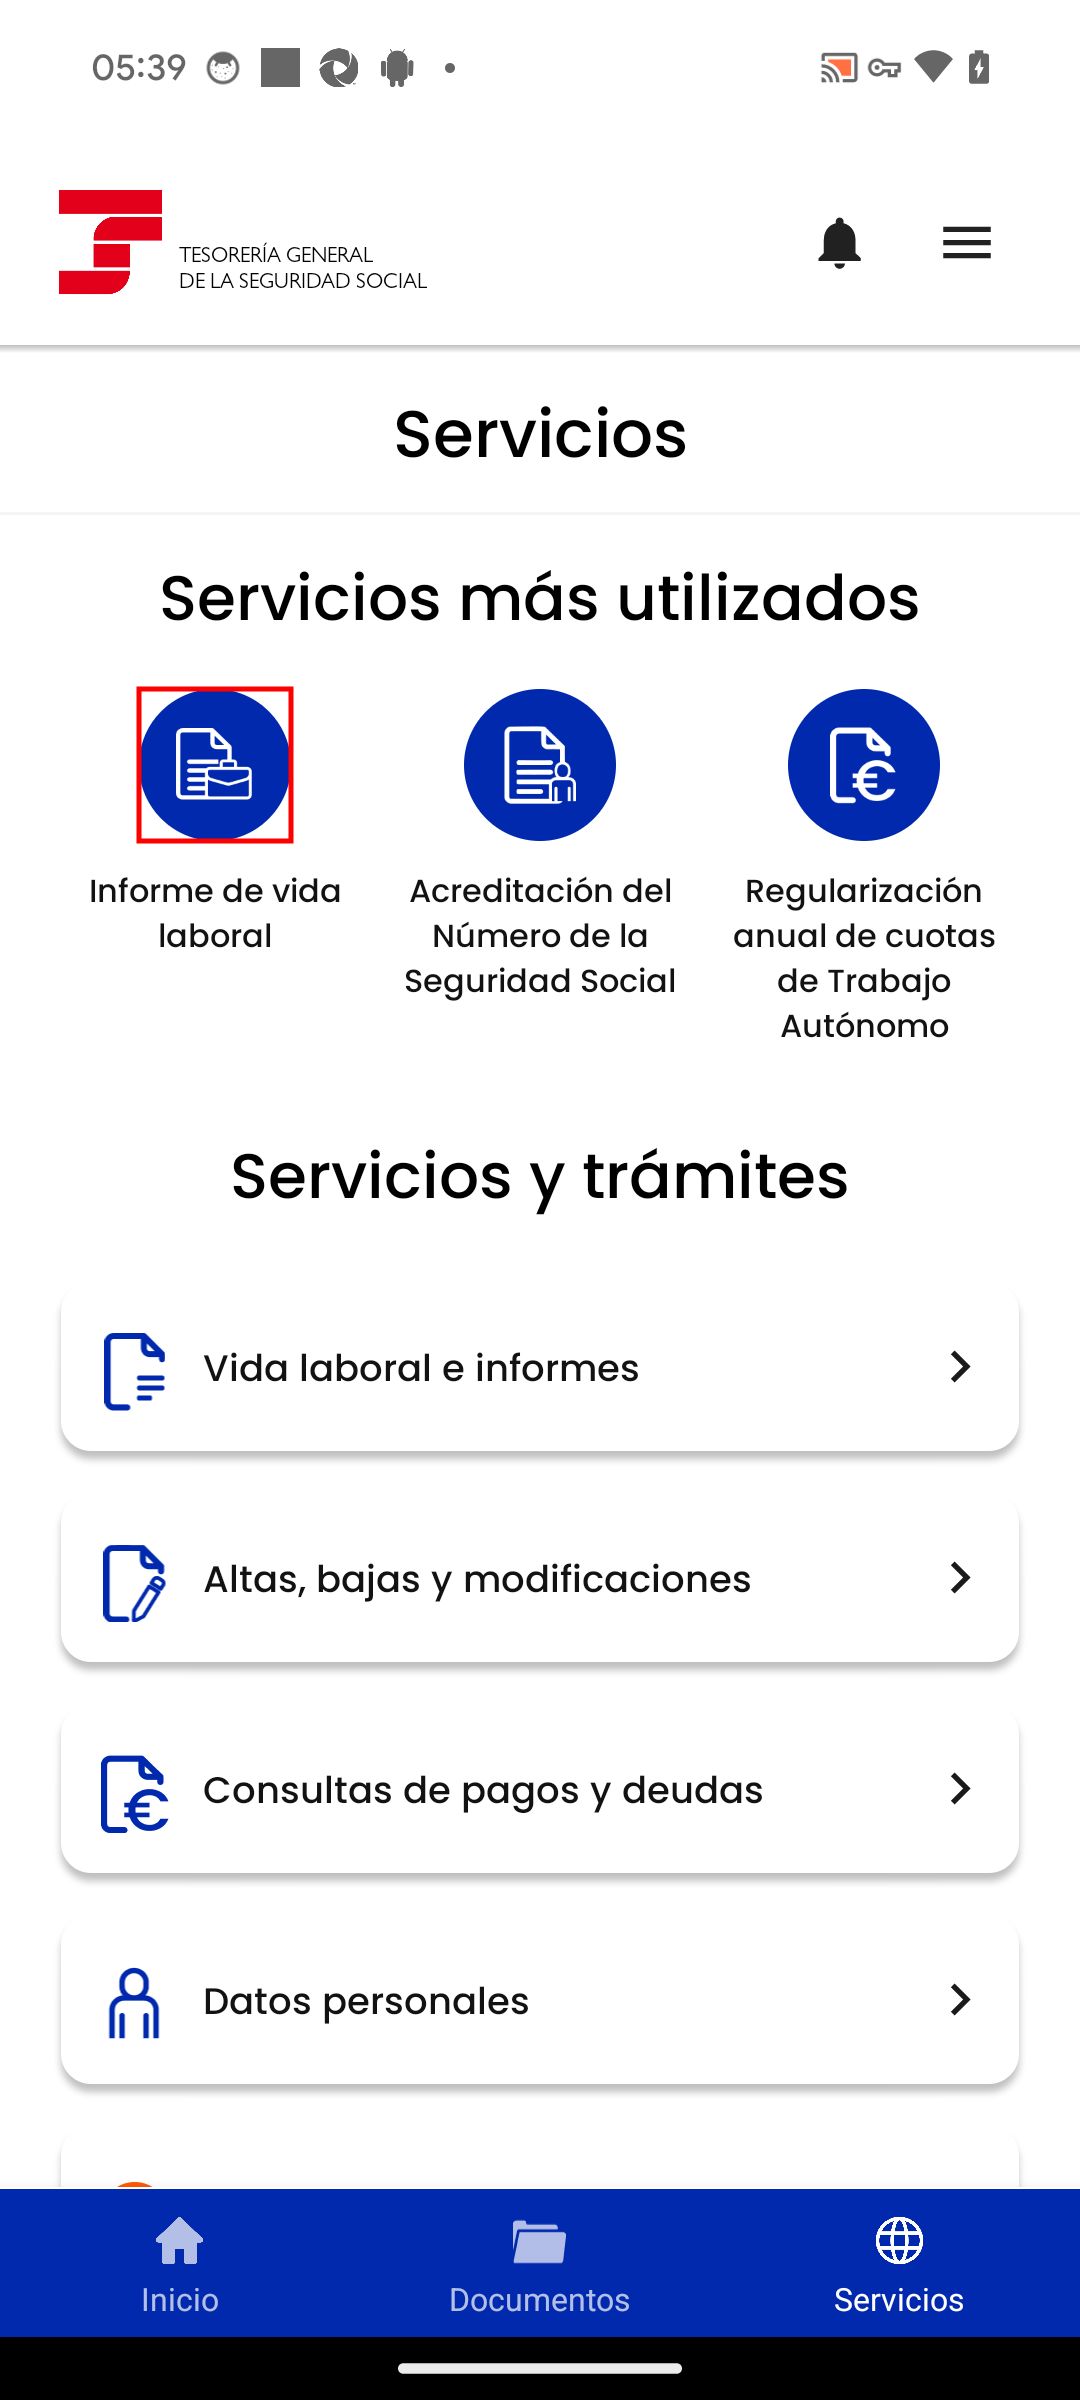 05:39
TESORERÍA GENERAL
DE LA SEGURIDAD SOCIAL
Servicios
Servicios más utilizados
Informe de vida
laboral
Acreditación del
Número de la
Seguridad Social
Regularización
anual de cuotas
de Trabajo
Autónomo
Servicios y trámites
Vida laboral e informes
Altas, bajas y modificaciones
Consultas de pagos y deudas
Datos personales
Inicio
Documentos
Servicios